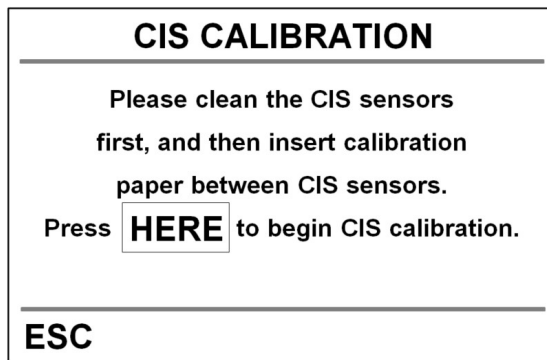 CIS CALIBRATION
Please clean the CIS sensors
first, and then insert calibration
paper between CIS sensors.
Press HERE to begin CIS calibration.
ESC